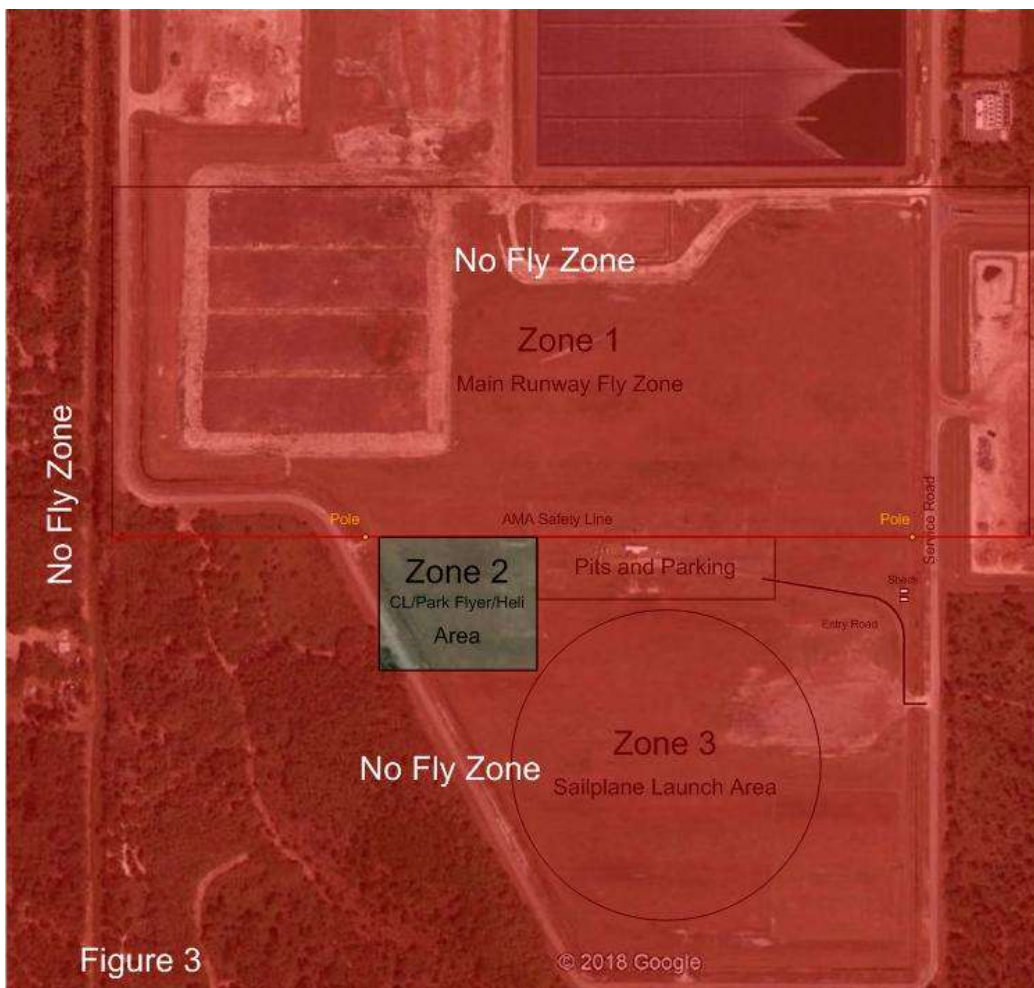 No Fly Zone
Zone 1
Main Runway Fly Zone
No Fly Zone
Pole
AMA Safety Line
Pole
Service Road
Zone 2
CL/Park Flyer/Heli
Area
Pits and Parking
Shack
Entry Road
No Fly Zone
Zone 3
Sailplane Launch Area
Figure 3
© 2018 Google